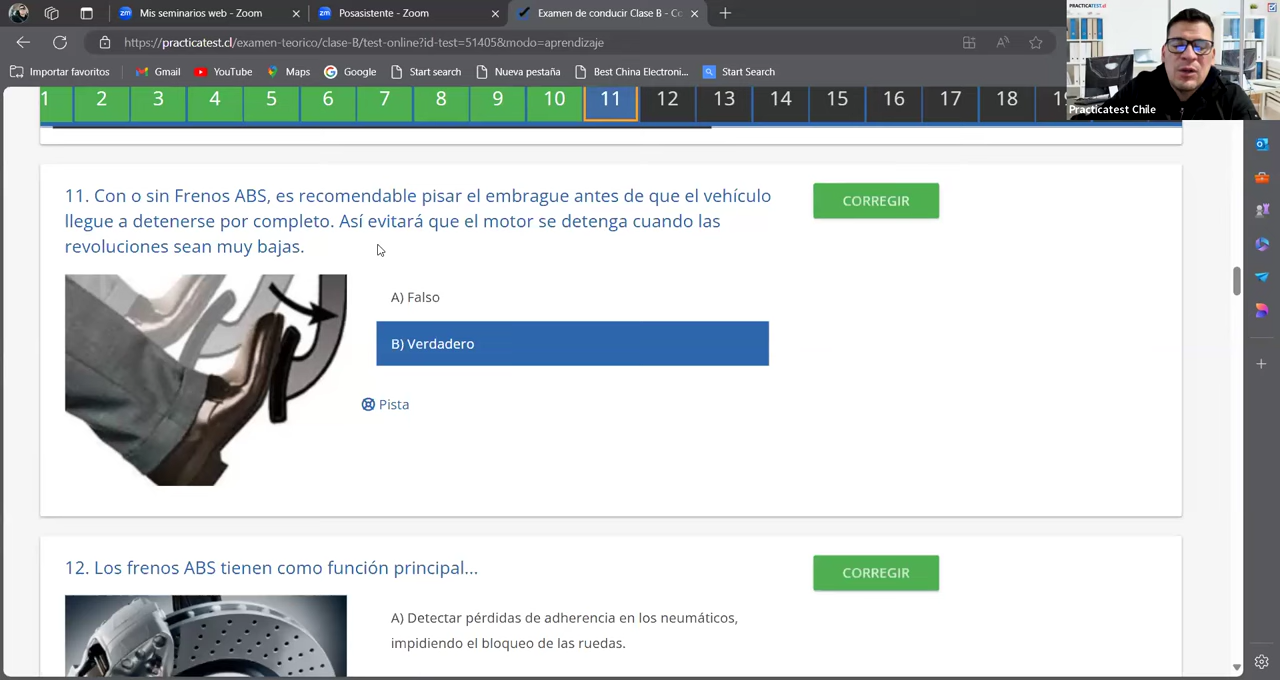 Mis seminarios web - Zoom
Posasistente - Zoom
Examen de conducir Clase B - Co
https://practicatest.cl/examen-teorico/clase-B/test-online?id-test=51405&modo=aprendizaje
Importar favoritos
Gmail
YouTube
Maps
Google
Start search
Nueva pestaña
Best China Electroni...
Start Search
PRACTICATEST.cl
Practicatest Chile
1 2 3 4 5 6 7 8 9 10 11 12 13 14 15 16 17 18
11. Con o sin Frenos ABS, es recomendable pisar el embrague antes de que el vehículo
llegue a detenerse por completo. Así evitará que el motor se detenga cuando las
revoluciones sean muy bajas.
CORREGIR
A) Falso
B) Verdadero
Pista
12. Los frenos ABS tienen como función principal...
CORREGIR
A) Detectar pérdidas de adherencia en los neumáticos,
impidiendo el bloqueo de las ruedas.